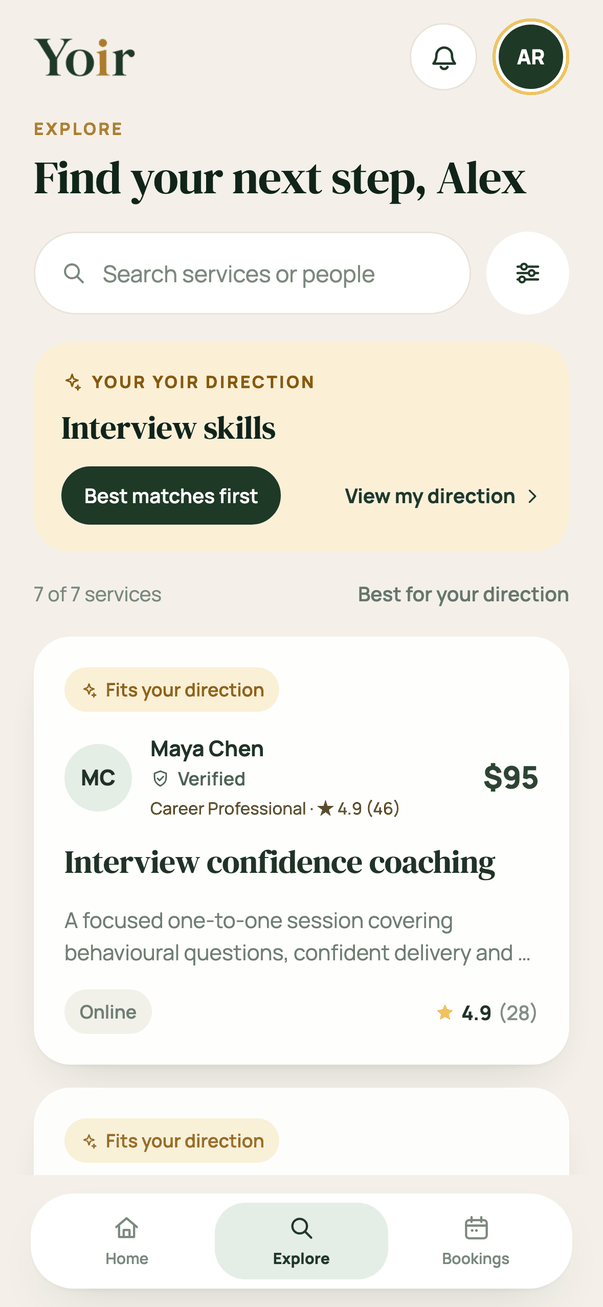 Yoir
AR
EXPLORE
Find your next step, Alex
Search services or people
YOUR YOIR DIRECTION
Interview skills
Best matches first
View my direction
7 of 7 services
Best for your direction
Fits your direction
MC
Maya Chen
Verified
Career Professional · ★ 4.9 (46)
$95
Interview confidence coaching
A focused one-to-one session covering
behavioural questions, confident delivery and ...
Online
★ 4.9 (28)
Fits your direction
Home
Explore
Bookings